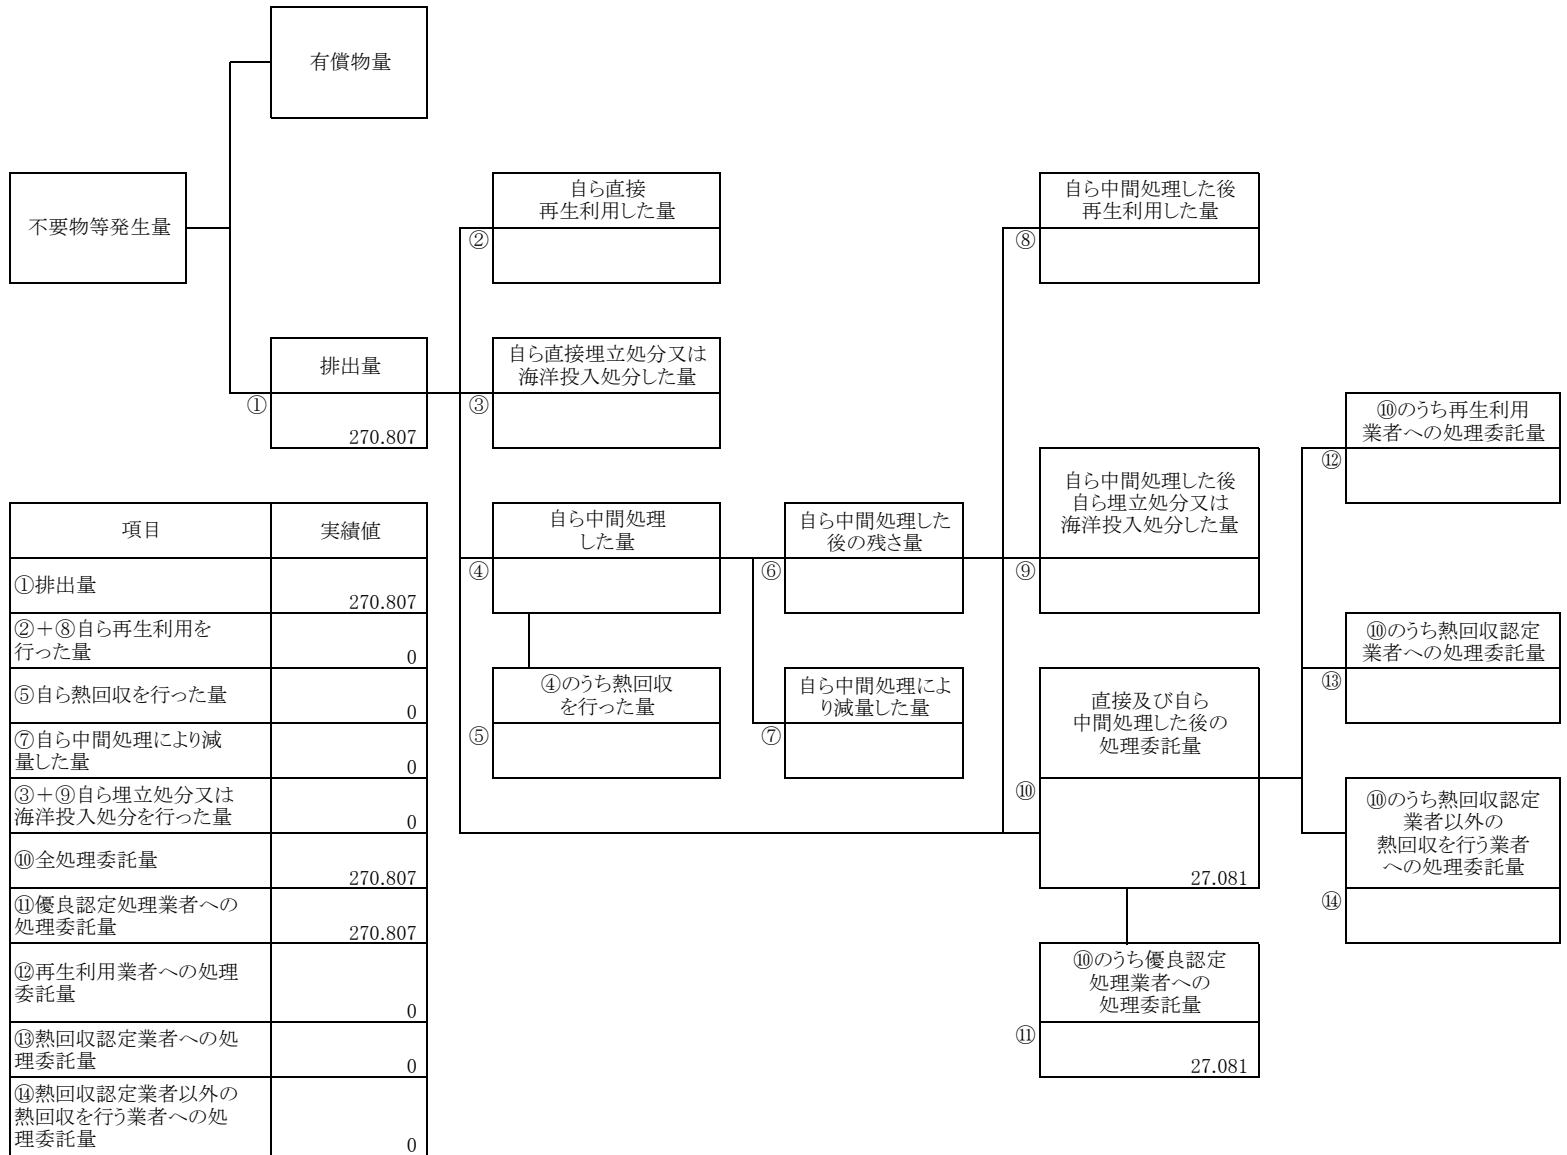 有償物量
不要物等発生量
自ら直接
再生利用した量
②
自ら中間処理した後
再生利用した量
⑧
排出量
①
270.807
自ら直接埋立処分又は
海洋投入処分した量
③
⑩のうち再生利用
業者への処理委託量
⑫
自ら中間処理
した量
④
自ら中間処理した
後の残さ量
⑥
自ら中間処理した後
自ら埋立処分又は
海洋投入処分した量
⑨
④のうち熱回収
を行った量
⑤
自ら中間処理によ
り減量した量
⑦
直接及び自ら
中間処理した後の
処理委託量
⑩
27.081
⑩のうち熱回収認定
業者への処理委託量
⑬
⑩のうち熱回収認定
業者以外の
熱回収を行う業者
への処理委託量
⑭
⑩のうち優良認定
処理業者への
処理委託量
⑪
27.081
項目
実績値
①排出量
270.807
②＋⑧自ら再生利用を
行った量
0
⑤自ら熱回収を行った量
0
⑦自ら中間処理により減
量した量
0
③＋⑨自ら埋立処分又は
海洋投入処分を行った量
0
⑩全処理委託量
270.807
⑪優良認定処理業者への
処理委託量
270.807
⑫再生利用業者への処理
委託量
0
⑬熱回収認定業者への処
理委託量
0
⑭熱回収認定業者以外の
熱回収を行う業者への処
理委託量
0